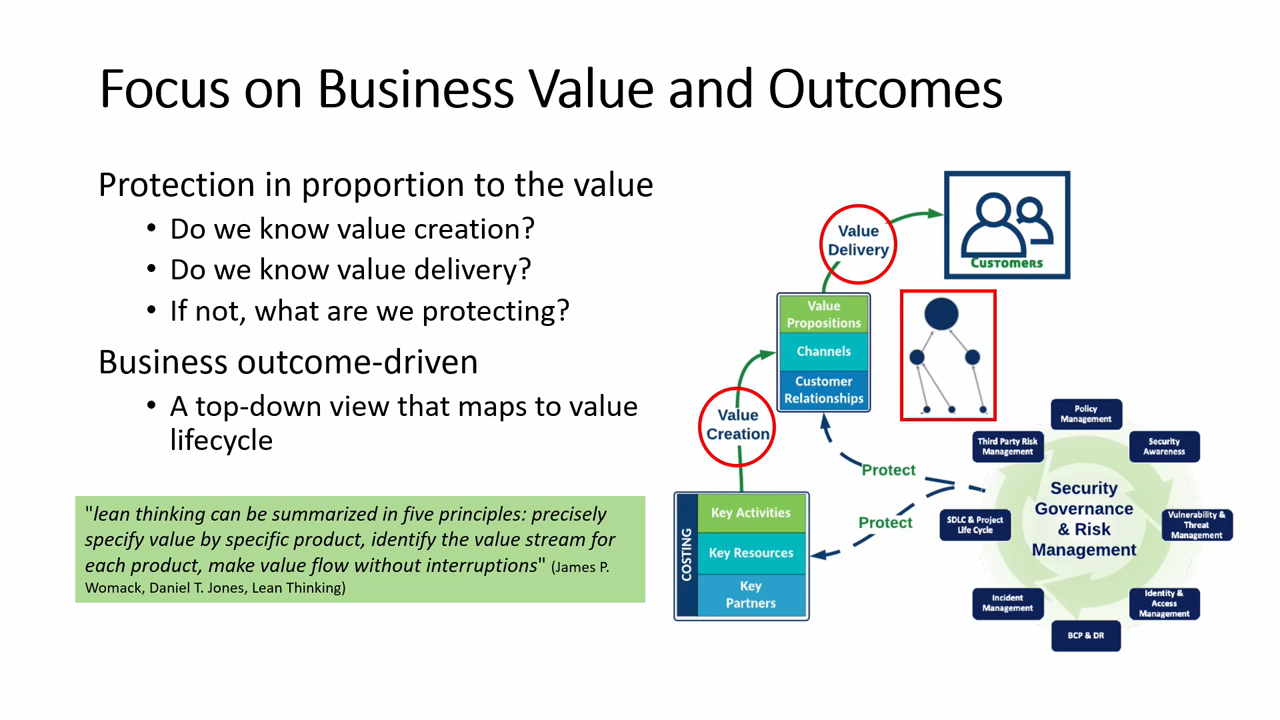 Focus on Business Value and Outcomes
Protection in proportion to the value
• Do we know value creation?
• Do we know value delivery?
• If not, what are we protecting?
Business outcome-driven
• A top-down view that maps to value
lifecycle
"lean thinking can be summarized in five principles: precisely
specify value by specific product, identify the value stream for
each product, make value flow without interruptions" (James P.
Womack, Daniel T. Jones, Lean Thinking)
Value
Delivery
Customers
Value
Propositions
Channels
Customer
Relationships
Value
Creation
Protect
Protect
COSTING
Key Activities
Key Resources
Key
Partners
Policy
Management
Third Party Risk
Management
Security
Awareness
Security
Governance
& Risk
Management
SDLC & Project
Life Cycle
Vulnerability &
Threat
Management
Incident
Management
Identity &
Access
Management
BCP & DR